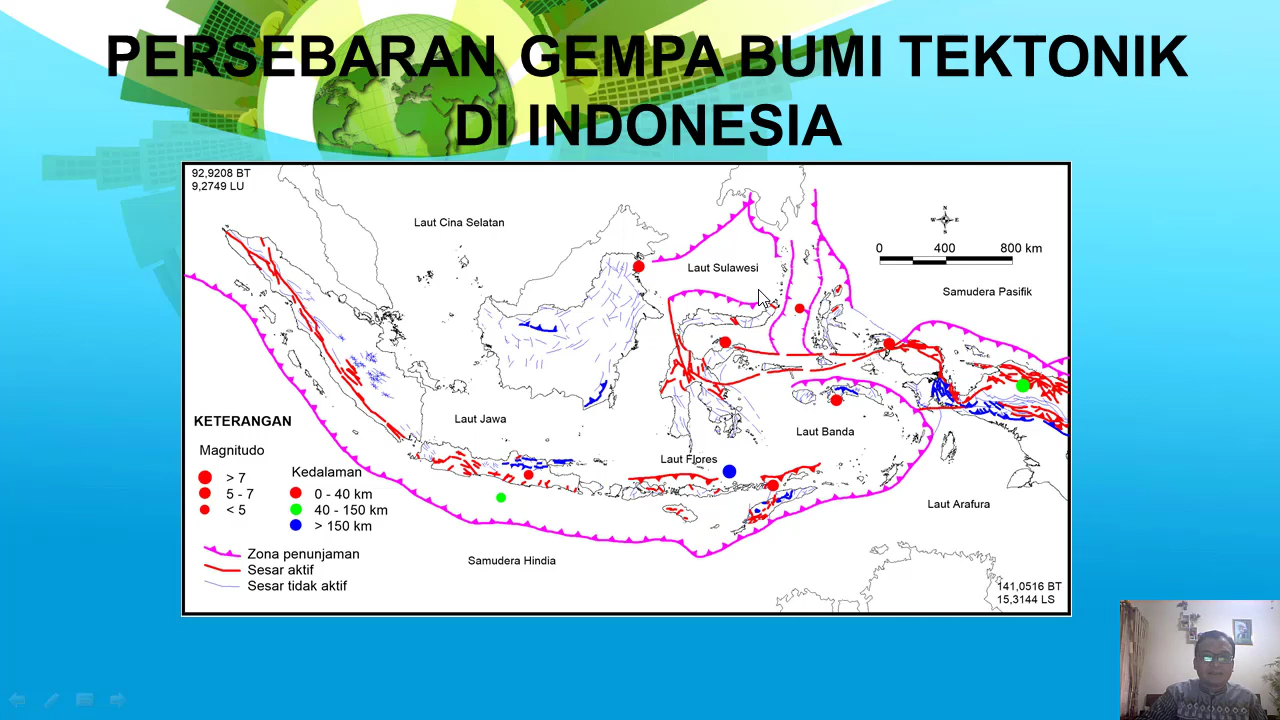 PERSEBARAN GEMPA BUMI TEKTONIK
DI INDONESIA
92,9208 BT
9,2749 LU
Laut Cina Selatan
N
W E
S
0 400 800 km
Laut Sulawesi
Samudera Pasifik
KETERANGAN
Laut Jawa
Laut Banda
Magnitudo
Laut Flores
Kedalaman
> 7
5 - 7
< 5
0 - 40 km
40 - 150 km
> 150 km
Laut Arafura
Zona penunjaman
Sesar aktif
Sesar tidak aktif
Samudera Hindia
141,0516 BT
15,3144 LS